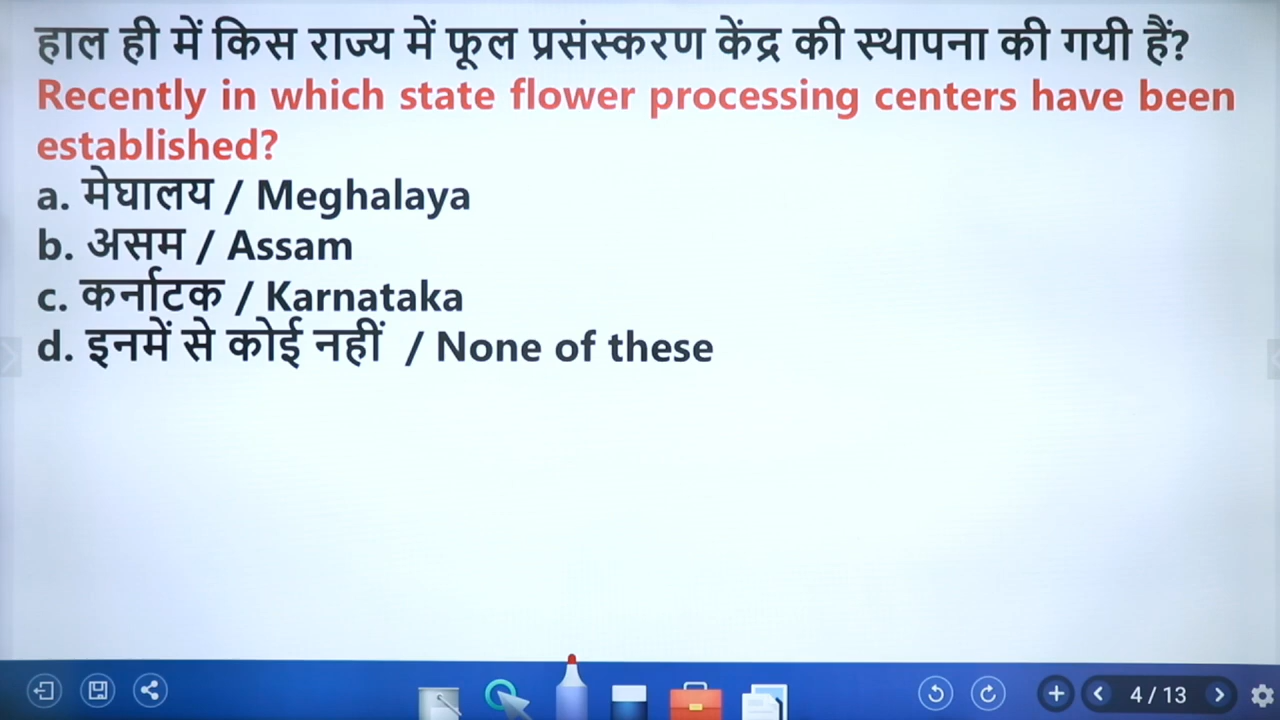 हाल ही में किस राज्य में फूल प्रसंस्करण केंद्र की स्थापना की गयी हैं?
Recently in which state flower processing centers have been
established?
a. मेघालय / Meghalaya
b. असम / Assam
c. कर्नाटक / Karnataka
d. इनमें से कोई नहीं / None of these
4 / 13